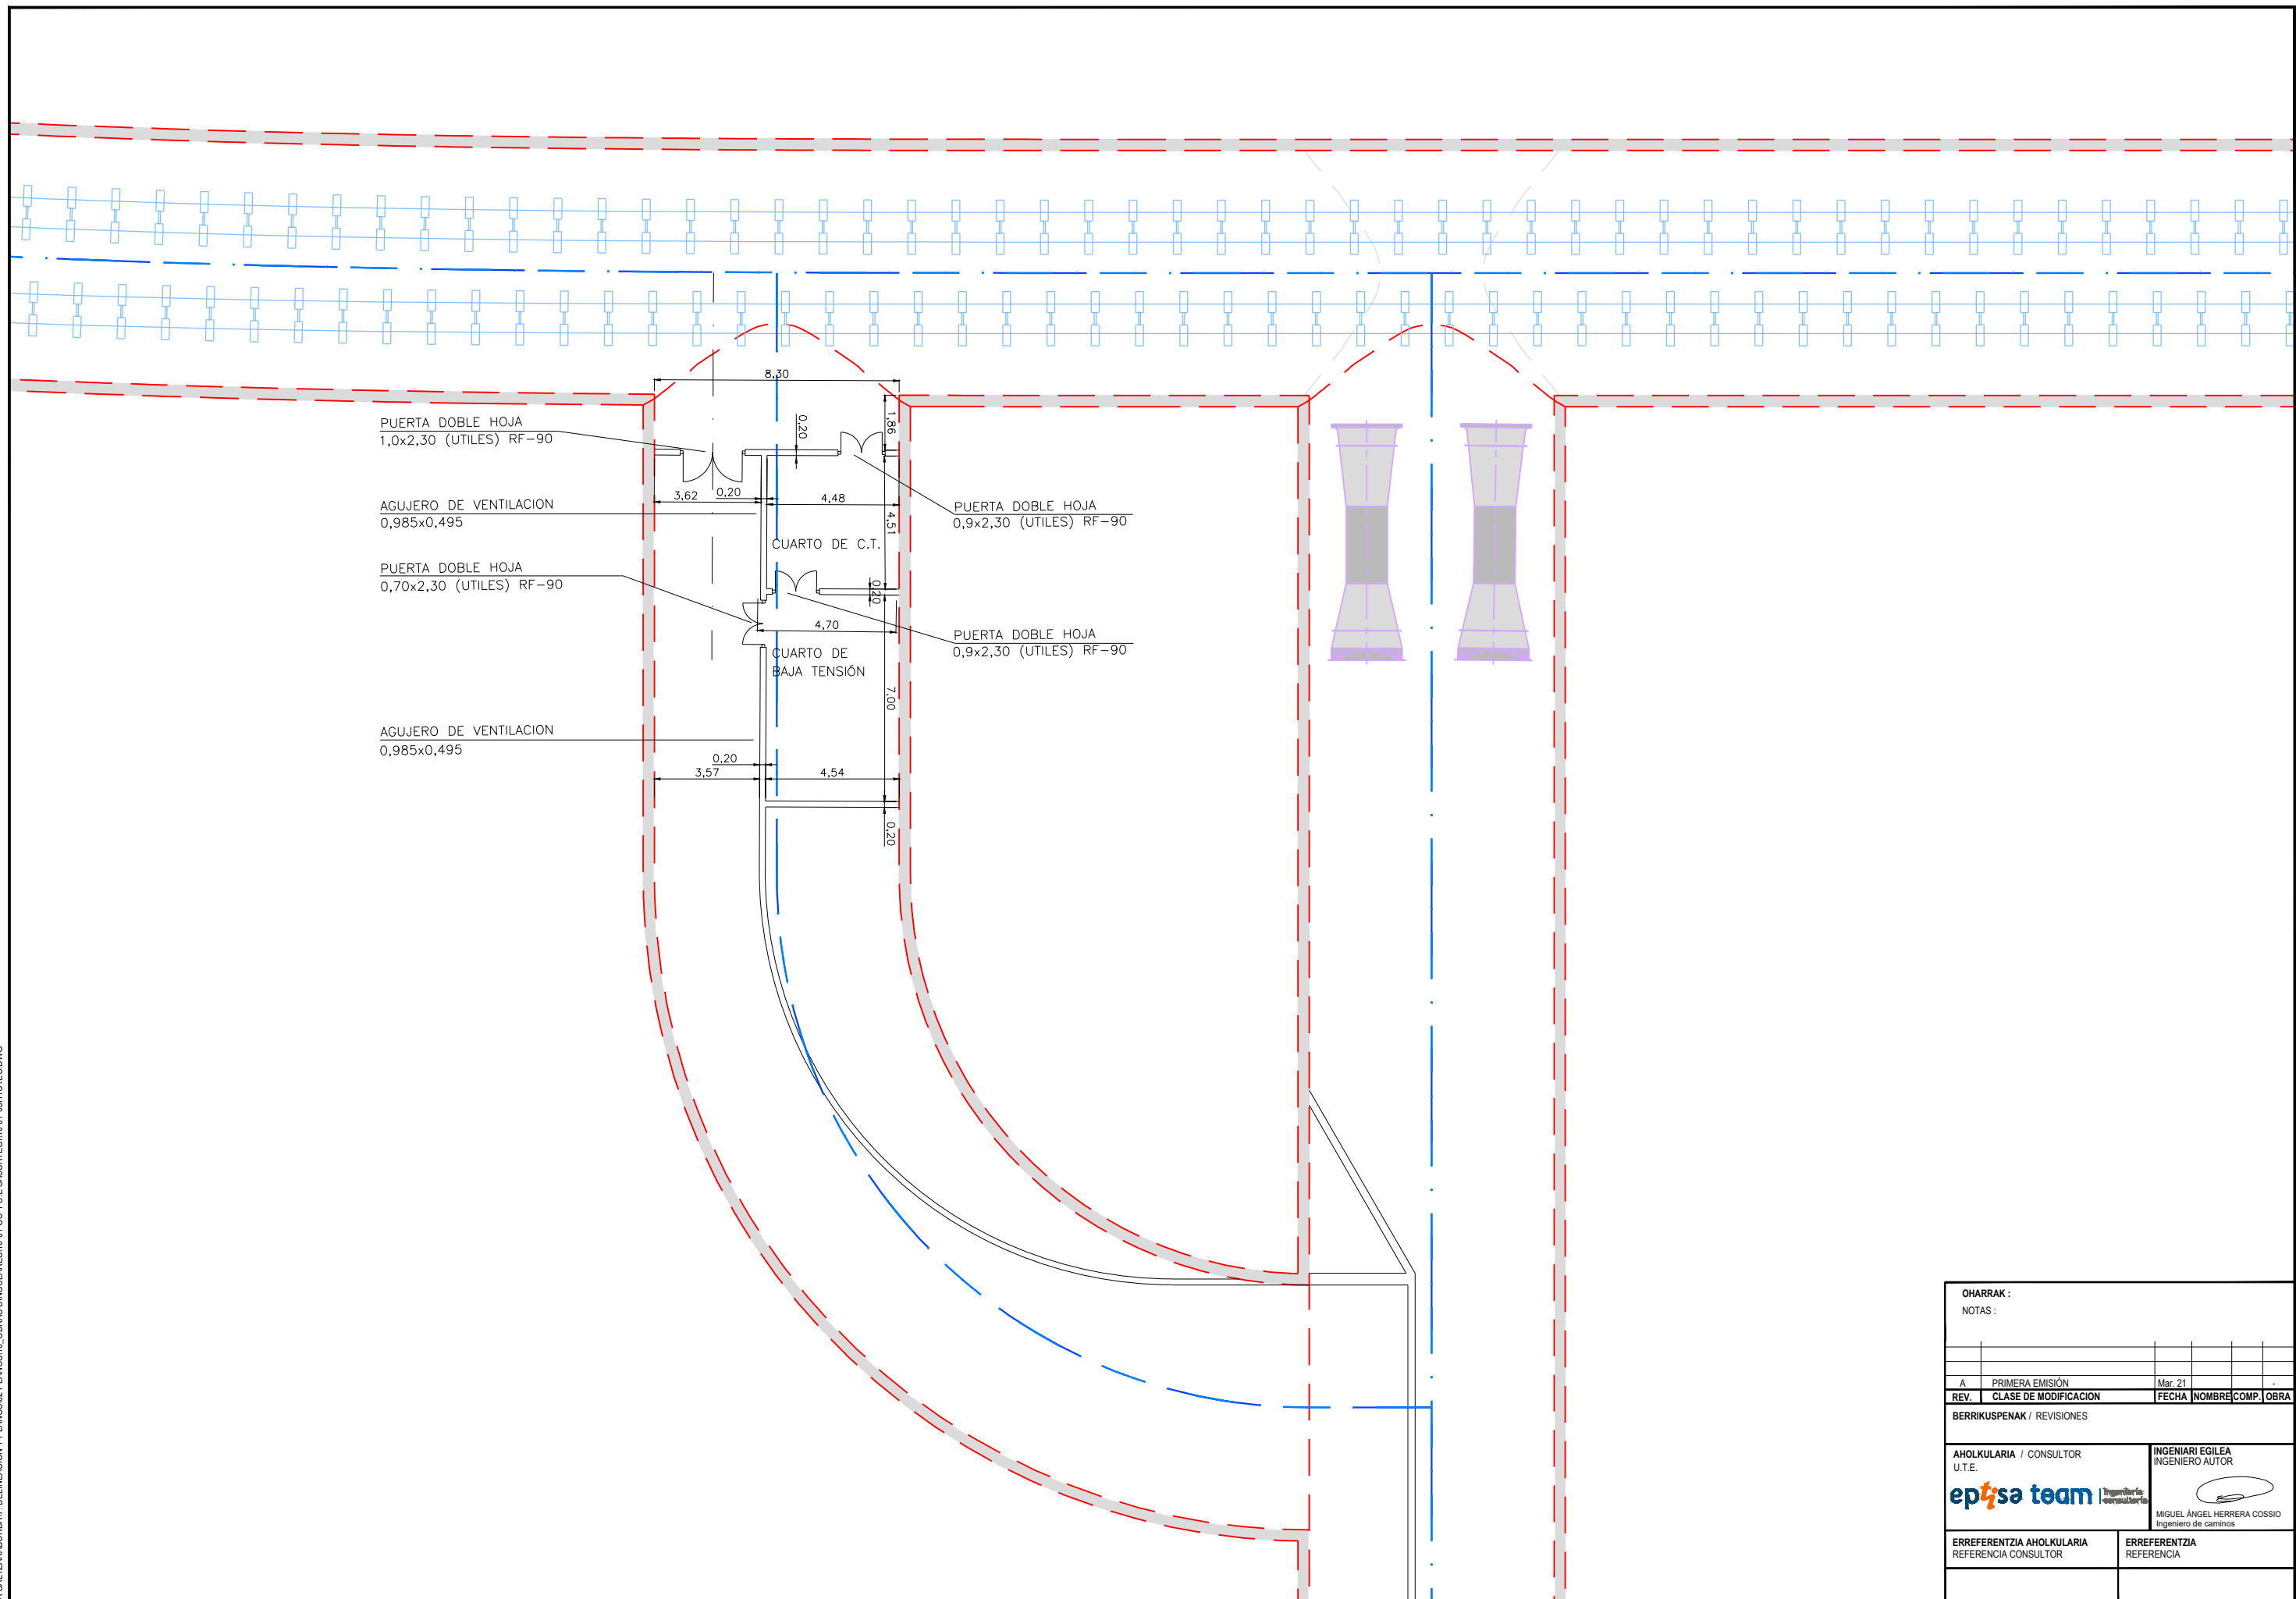 8,30
PUERTA DOBLE HOJA
1,0x2,30 (UTILES) RF-90
0,20
1,86
AGUJERO DE VENTILACION
0,985x0,495
3,62
0,20
4,48
4,51
PUERTA DOBLE HOJA
0,9x2,30 (UTILES) RF-90
CUARTO DE C.T.
PUERTA DOBLE HOJA
0,70x2,30 (UTILES) RF-90
0,20
4,70
PUERTA DOBLE HOJA
0,9x2,30 (UTILES) RF-90
CUARTO DE
BAJA TENSIÓN
7,00
AGUJERO DE VENTILACION
0,985x0,495
0,20
3,57
4,54
0,20
OHARRAK :
NOTAS :
A PRIMERA EMISIÓN Mar. 21 -
REV. CLASE DE MODIFICACION FECHA NOMBRE COMP. OBRA
BERRIKUSPENAK / REVISIONES
AHOLKULARIA / CONSULTOR
U.T.E.
eptisa team Ingeniería consultoría
INGENIARI EGILEA
INGENIERO AUTOR
MIGUEL ÁNGEL HERRERA COSSIO
Ingeniero de caminos
ERREFERENTZIA AHOLKULARIA
REFERENCIA CONSULTOR
ERREFERENTZIA
REFERENCIA